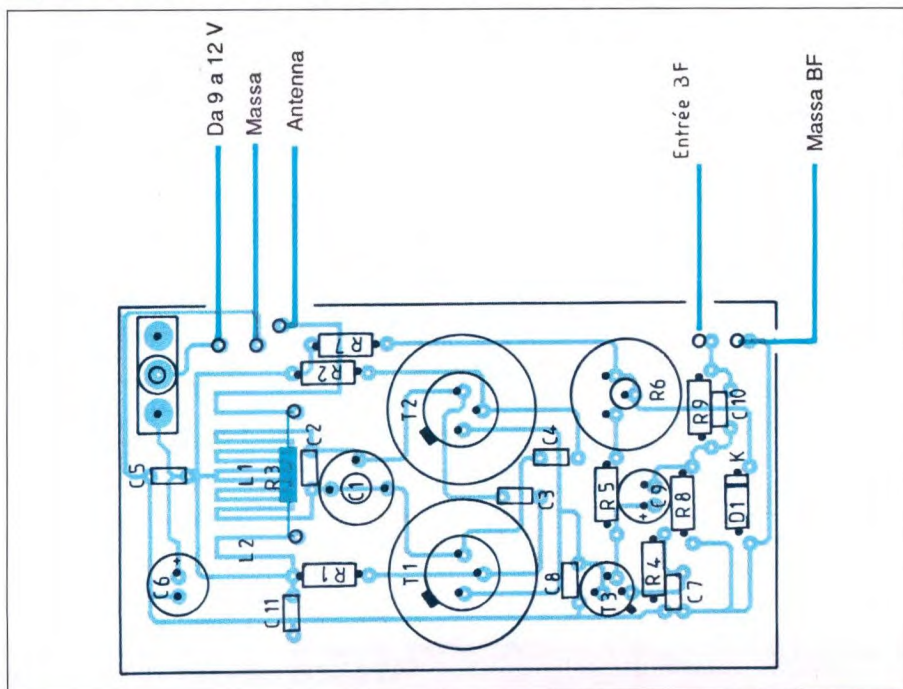 Da 9 a 12 V
Massa
Antenna
Entrée BF
Massa BF
C5
L1
R3
L2
C6
C2
R2
R7
C1
R1
C11
T2
T1
C4
C3
R6
R5
C9
R8
R9
C10
K
D1
C8
T3
R4
C7
+
+